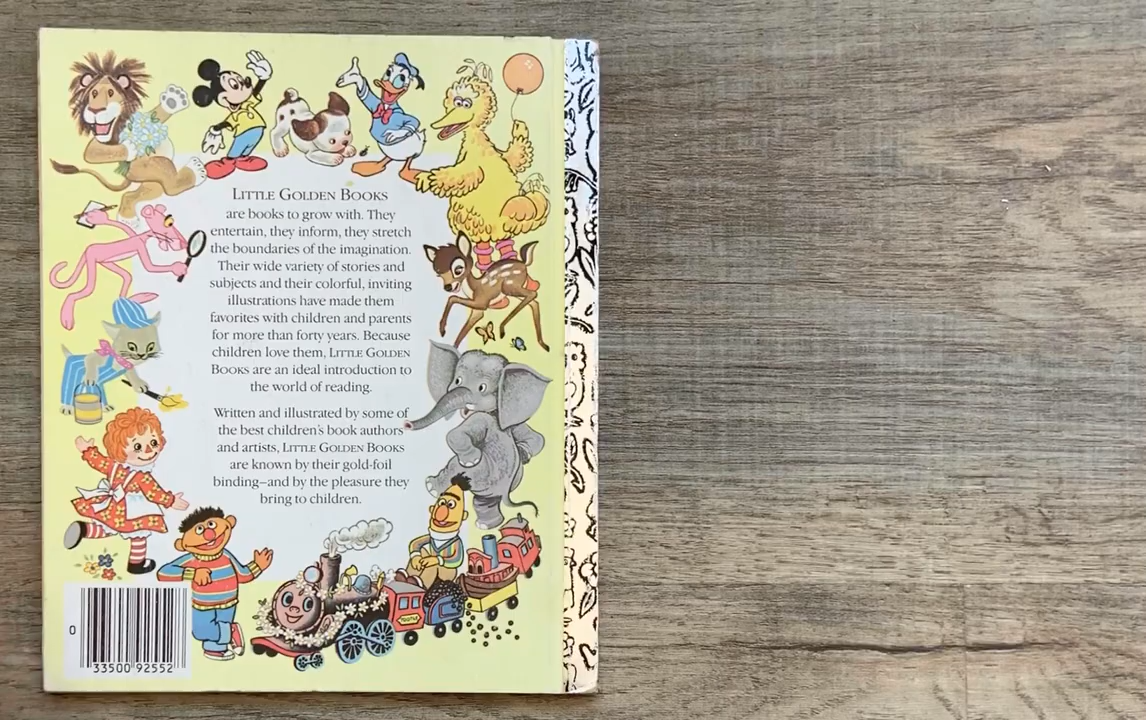 LITTLE GOLDEN BOOKS
are books to grow with. They
entertain, they inform, they stretch
the boundaries of the imagination.
Their wide variety of stories and
subjects and their colorful, inviting
illustrations have made them
favorites with children and parents
for more than forty years. Because
children love them, LITTLE GOLDEN
BOOKS are an ideal introduction to
the world of reading.
Written and illustrated by some of
the best children's book authors
and artists, LITTLE GOLDEN BOOKS
are known by their gold-foil
binding—and by the pleasure they
bring to children.
TOOTLE
0
33500 92552